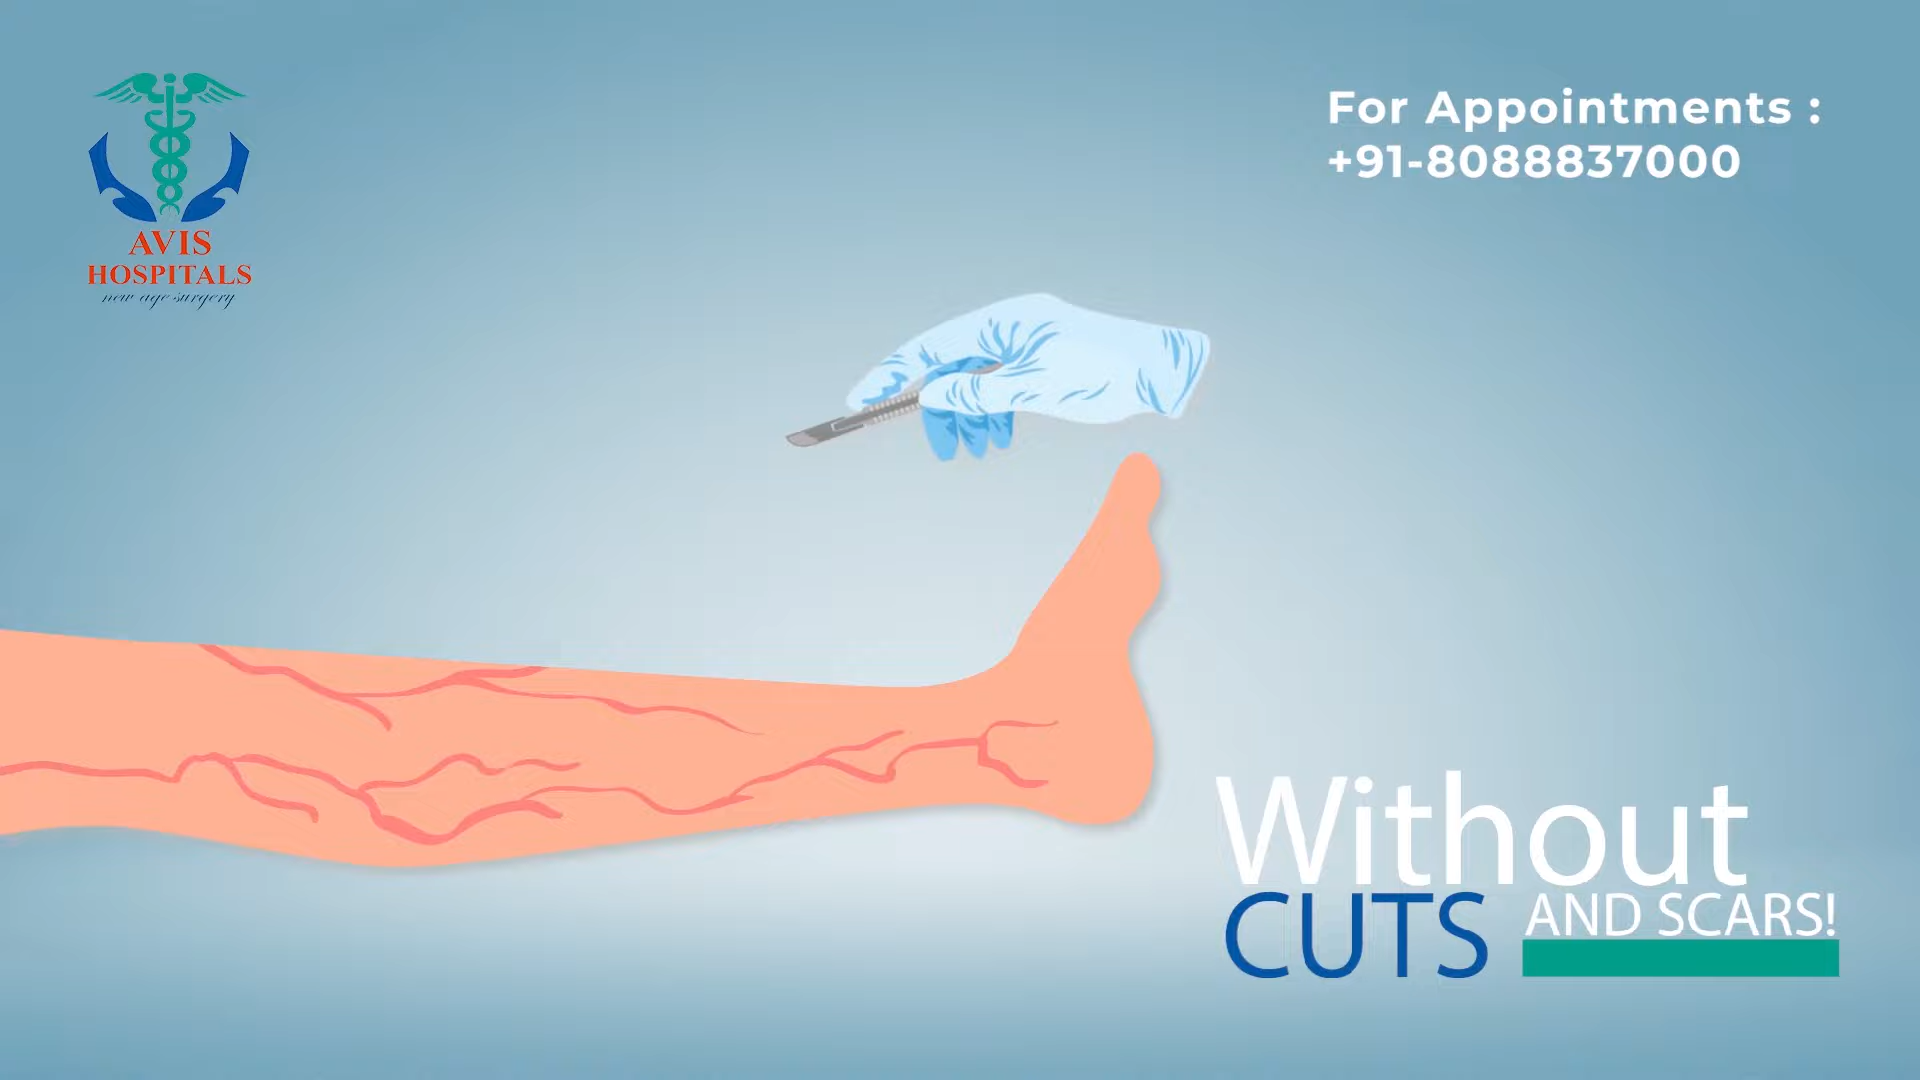 AVIS
HOSPITALS
new age surgery
For Appointments :
+91-8088837000
Without
CUTS AND SCARS!